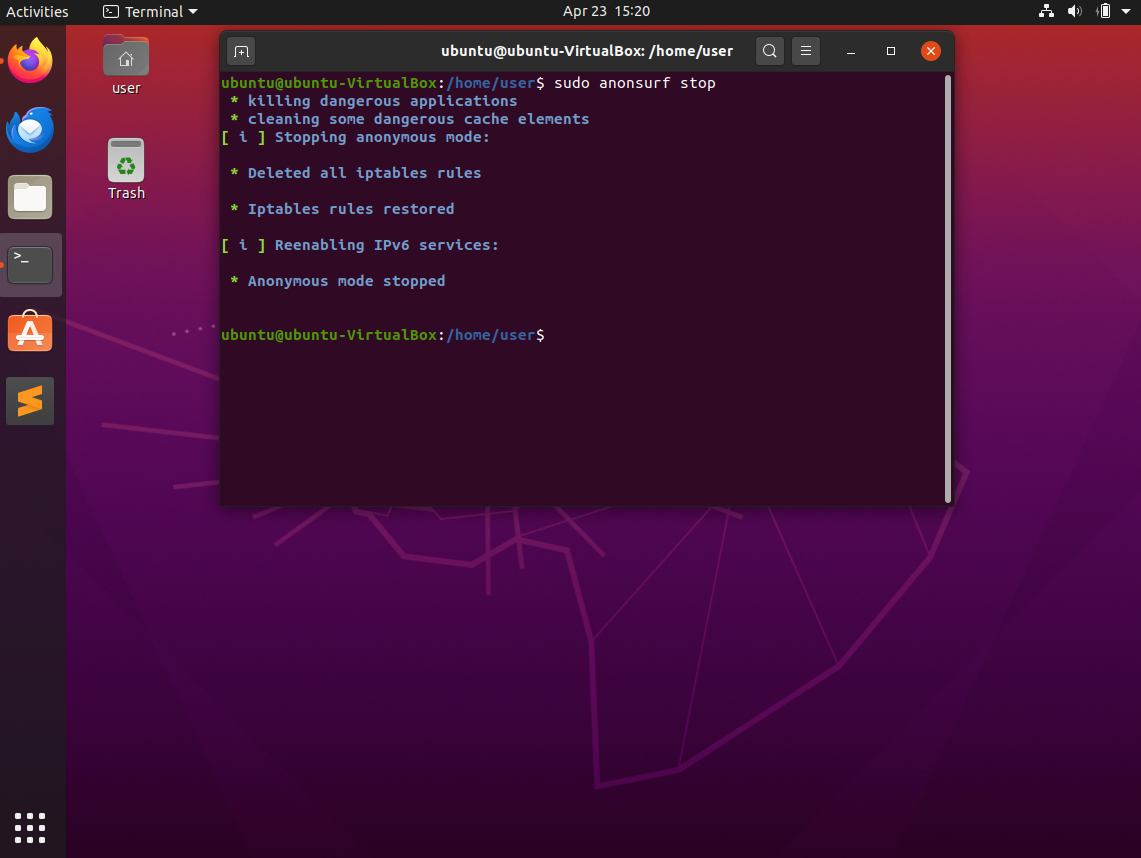 Activities
Terminal
Apr 23 15:20
user
Trash
ubuntu@ubuntu-VirtualBox: /home/user
ubuntu@ubuntu-VirtualBox:/home/user$ sudo anonsurf stop
* killing dangerous applications
* cleaning some dangerous cache elements
[ i ] Stopping anonymous mode:
* Deleted all iptables rules
* Iptables rules restored
[ i ] Reenabling IPv6 services:
* Anonymous mode stopped
ubuntu@ubuntu-VirtualBox:/home/user$